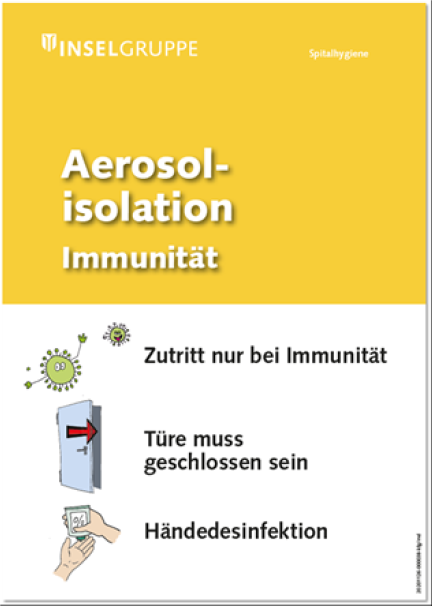 INSELGRUPPE
Spitalhygiene
Aerosol-
isolation
Immunität
Zutritt nur bei Immunität
Türe muss
geschlossen sein
Händedesinfektion